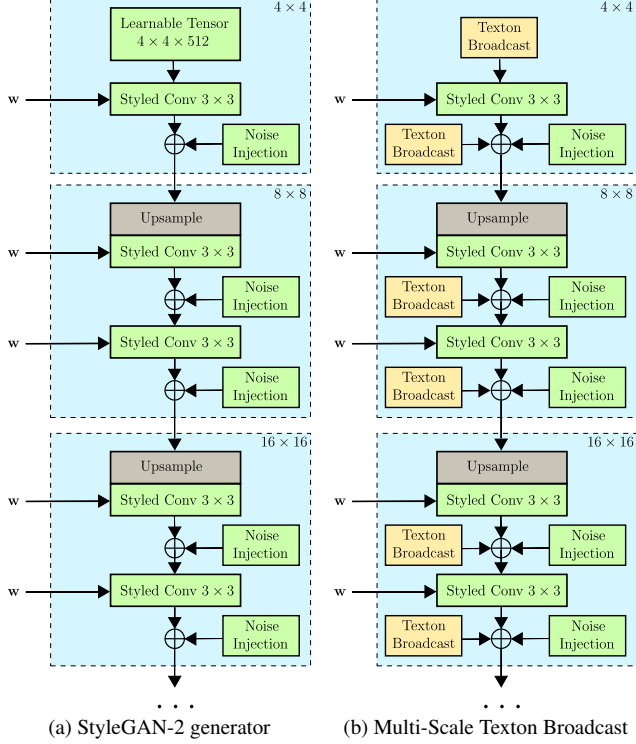 4 × 4
Learnable Tensor
4 × 4 × 512
w
Styled Conv 3 × 3
Noise
Injection
8 × 8
Upsample
w
Styled Conv 3 × 3
Noise
Injection
w
Styled Conv 3 × 3
Noise
Injection
16 × 16
Upsample
w
Styled Conv 3 × 3
Noise
Injection
w
Styled Conv 3 × 3
Noise
Injection
. . .
(a) StyleGAN-2 generator
4 × 4
Texton
Broadcast
w
Styled Conv 3 × 3
Texton
Broadcast
Noise
Injection
8 × 8
Upsample
w
Styled Conv 3 × 3
Texton
Broadcast
Noise
Injection
w
Styled Conv 3 × 3
Texton
Broadcast
Noise
Injection
16 × 16
Upsample
w
Styled Conv 3 × 3
Texton
Broadcast
Noise
Injection
w
Styled Conv 3 × 3
Texton
Broadcast
Noise
Injection
. . .
(b) Multi-Scale Texton Broadcast